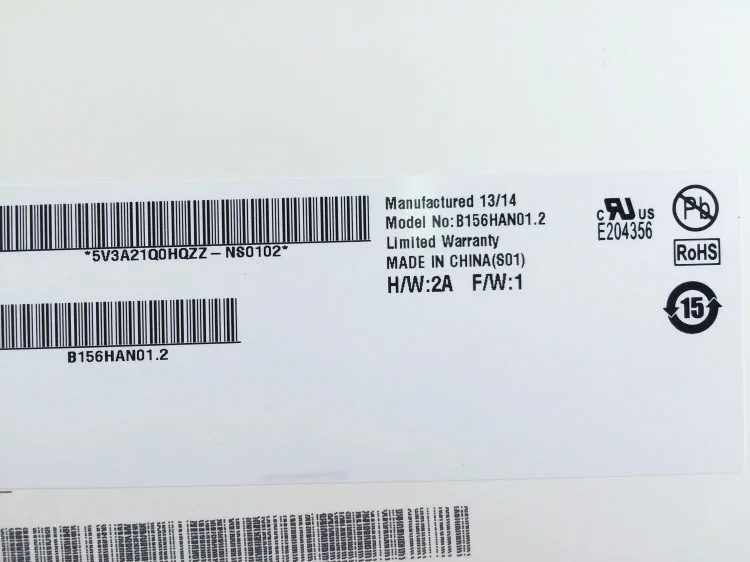 *5V3A21Q0HQZZ-NS0102*
B156HAN01.2
Manufactured 13/14
Model No:B156HAN01.2
Limited Warranty
MADE IN CHINA(S01)
H/W:2A F/W:1
c RU US
E204356
Pb
RoHS
15